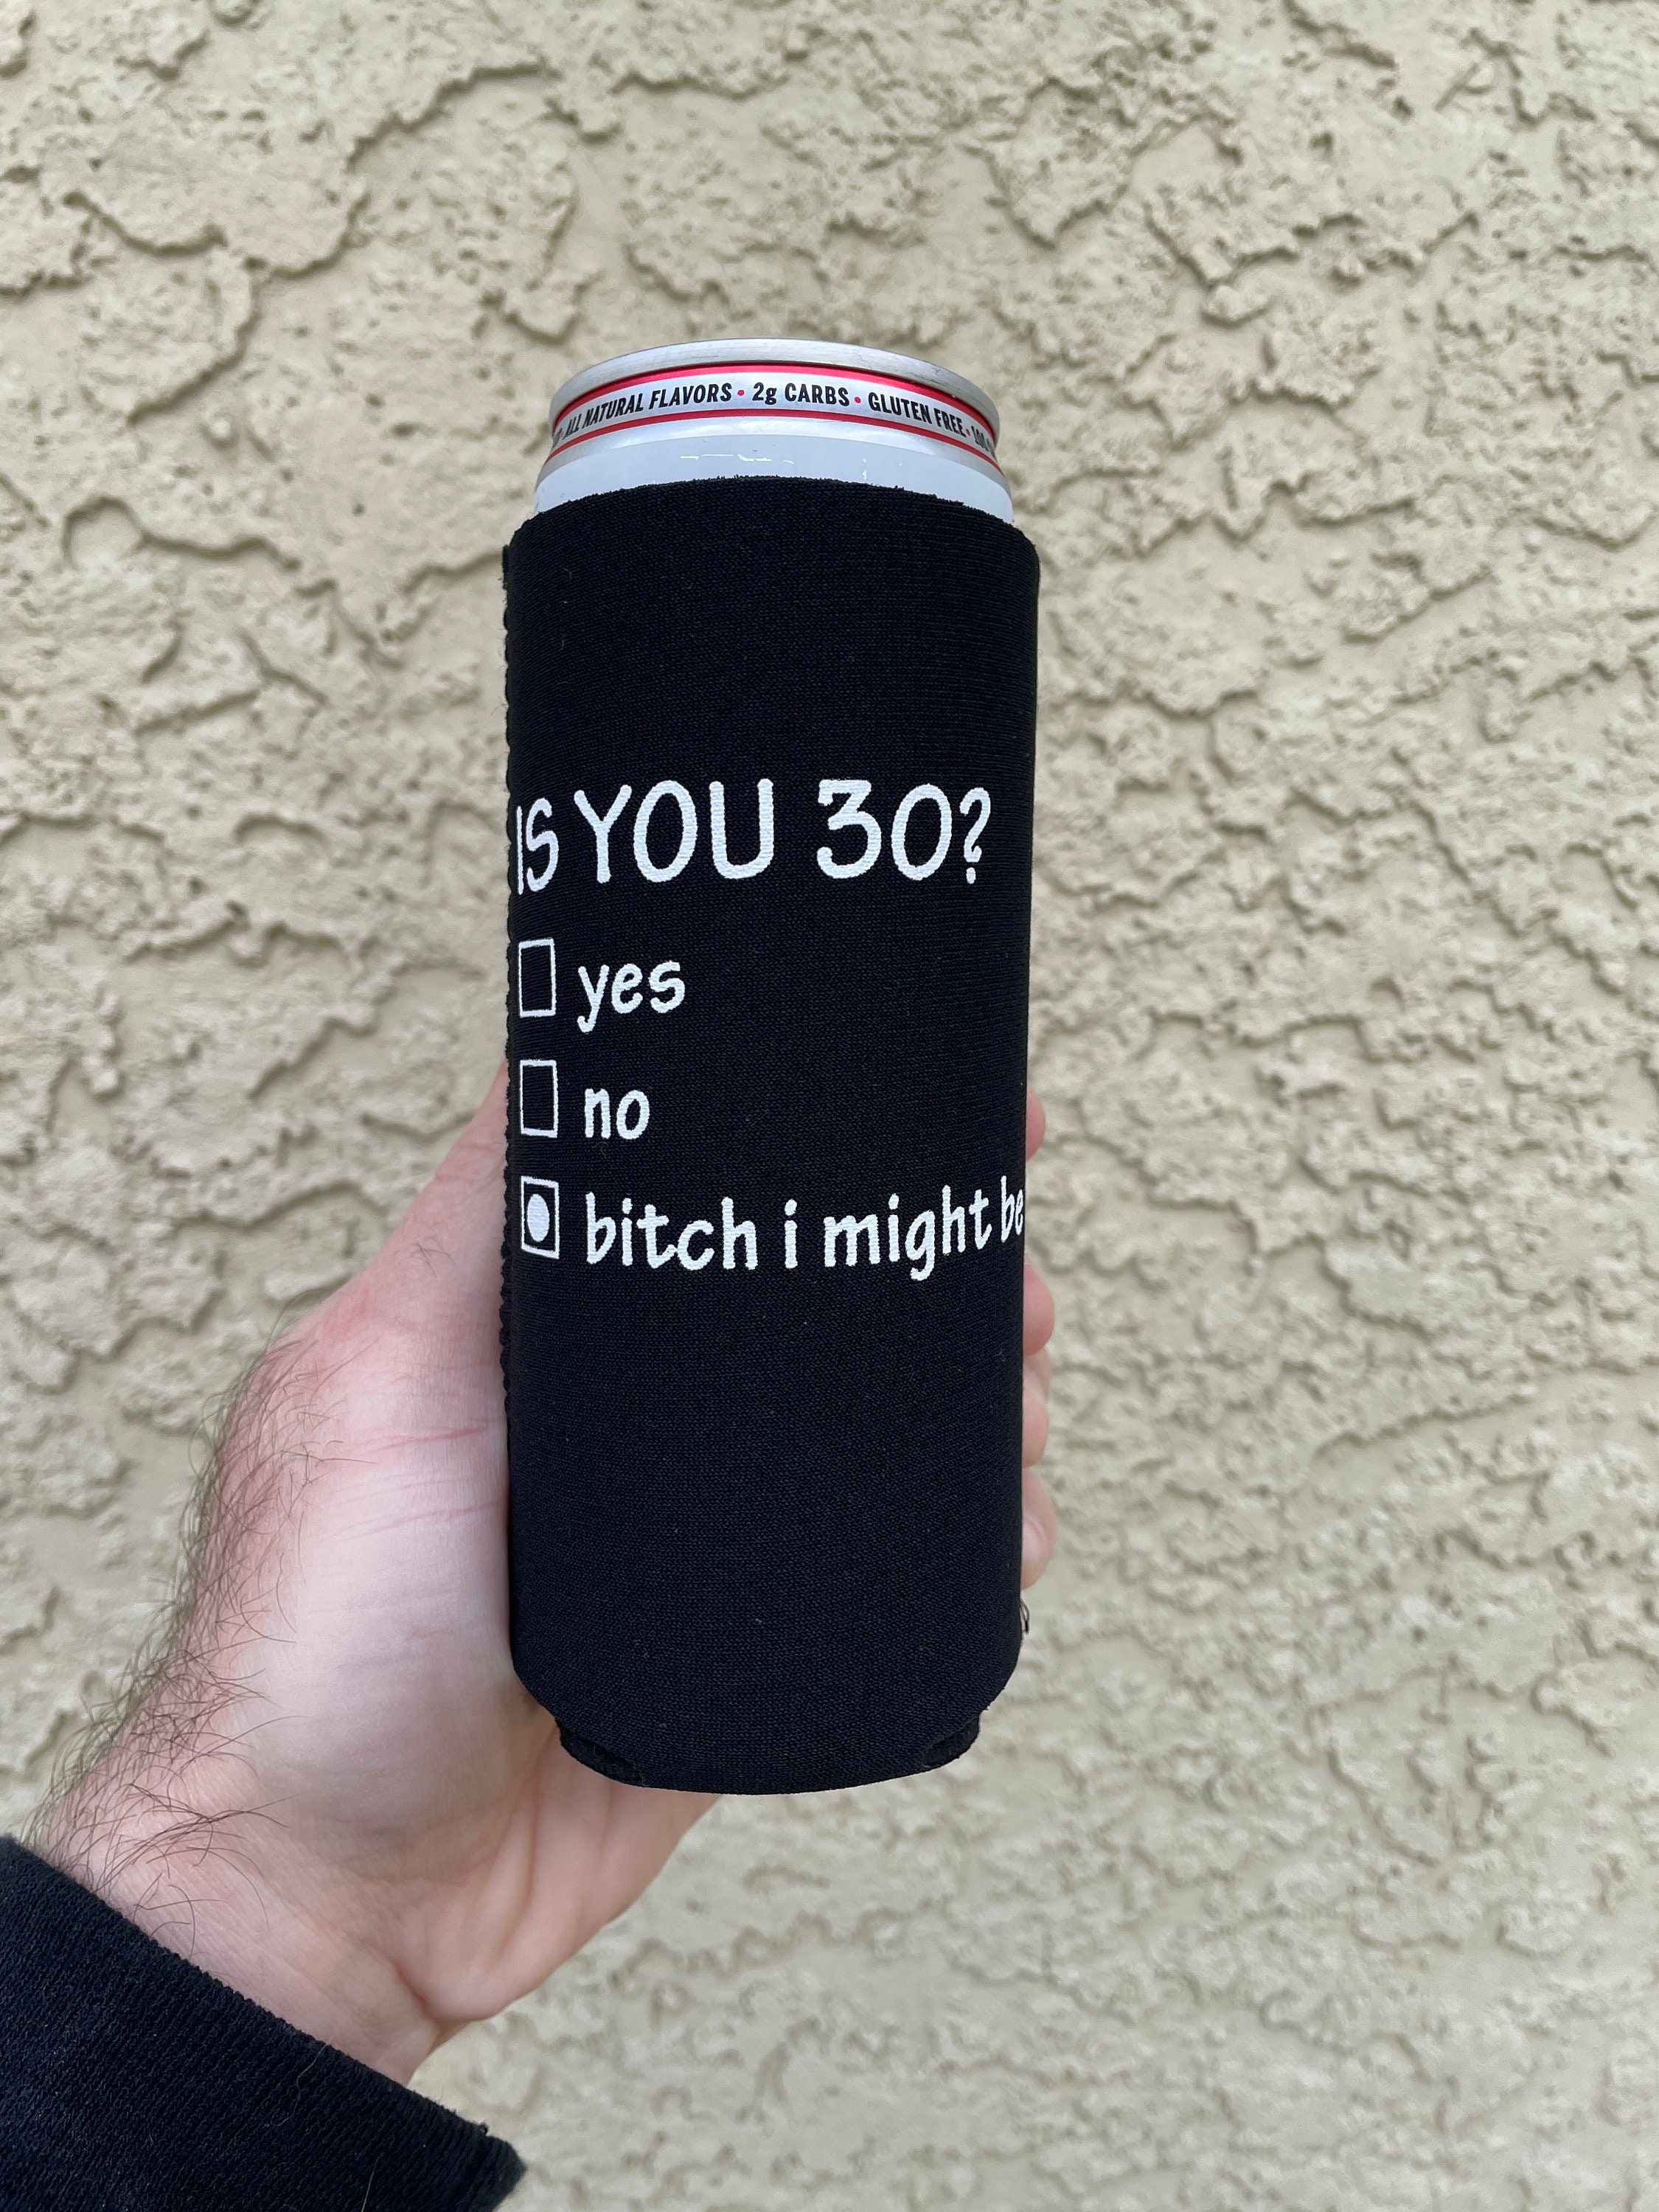 ALL NATURAL FLAVORS • 2g CARBS • GLUTEN FREE •
IS YOU 30?
yes
no
bitch i might be